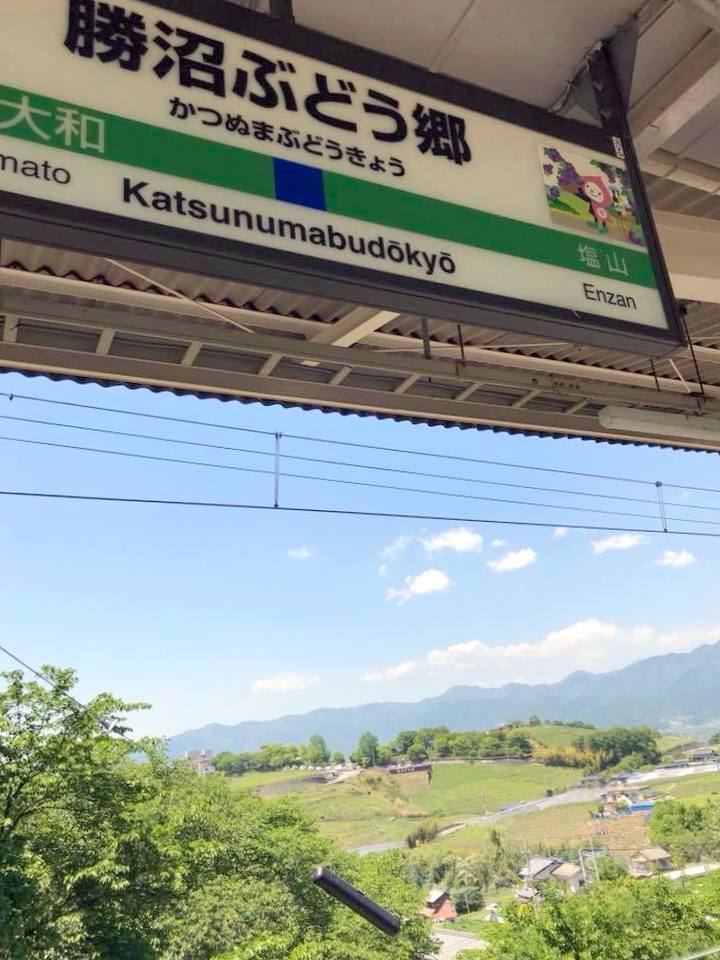 勝沼ぶどう郷
かつぬまぶどうきょう
大和
mato
Katsunumabudōkyō
塩山
Enzan